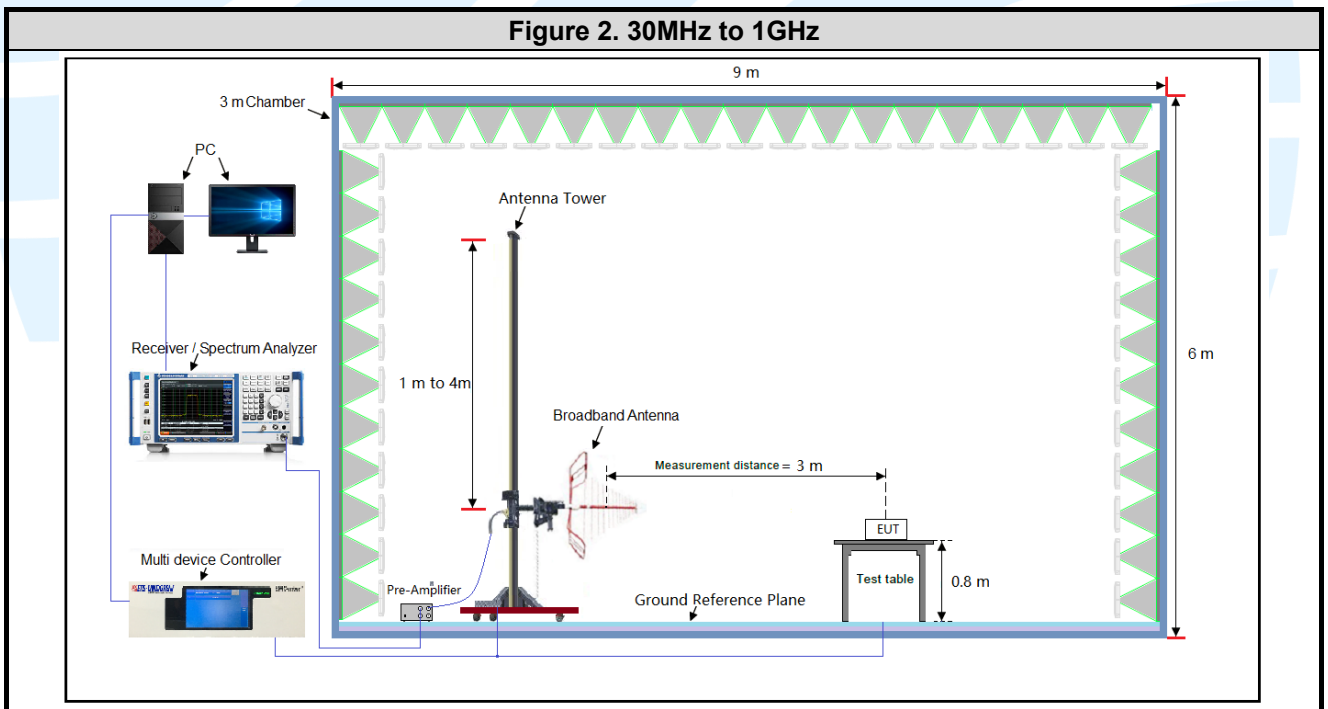 Figure 2. 30MHz to 1GHz
9 m
3 m Chamber
PC
Antenna Tower
Receiver / Spectrum Analyzer
1 m to 4m
6 m
Broadband Antenna
Measurement distance = 3 m
EUT
Multi device Controller
Pre-Amplifier
Test table
0.8 m
Ground Reference Plane